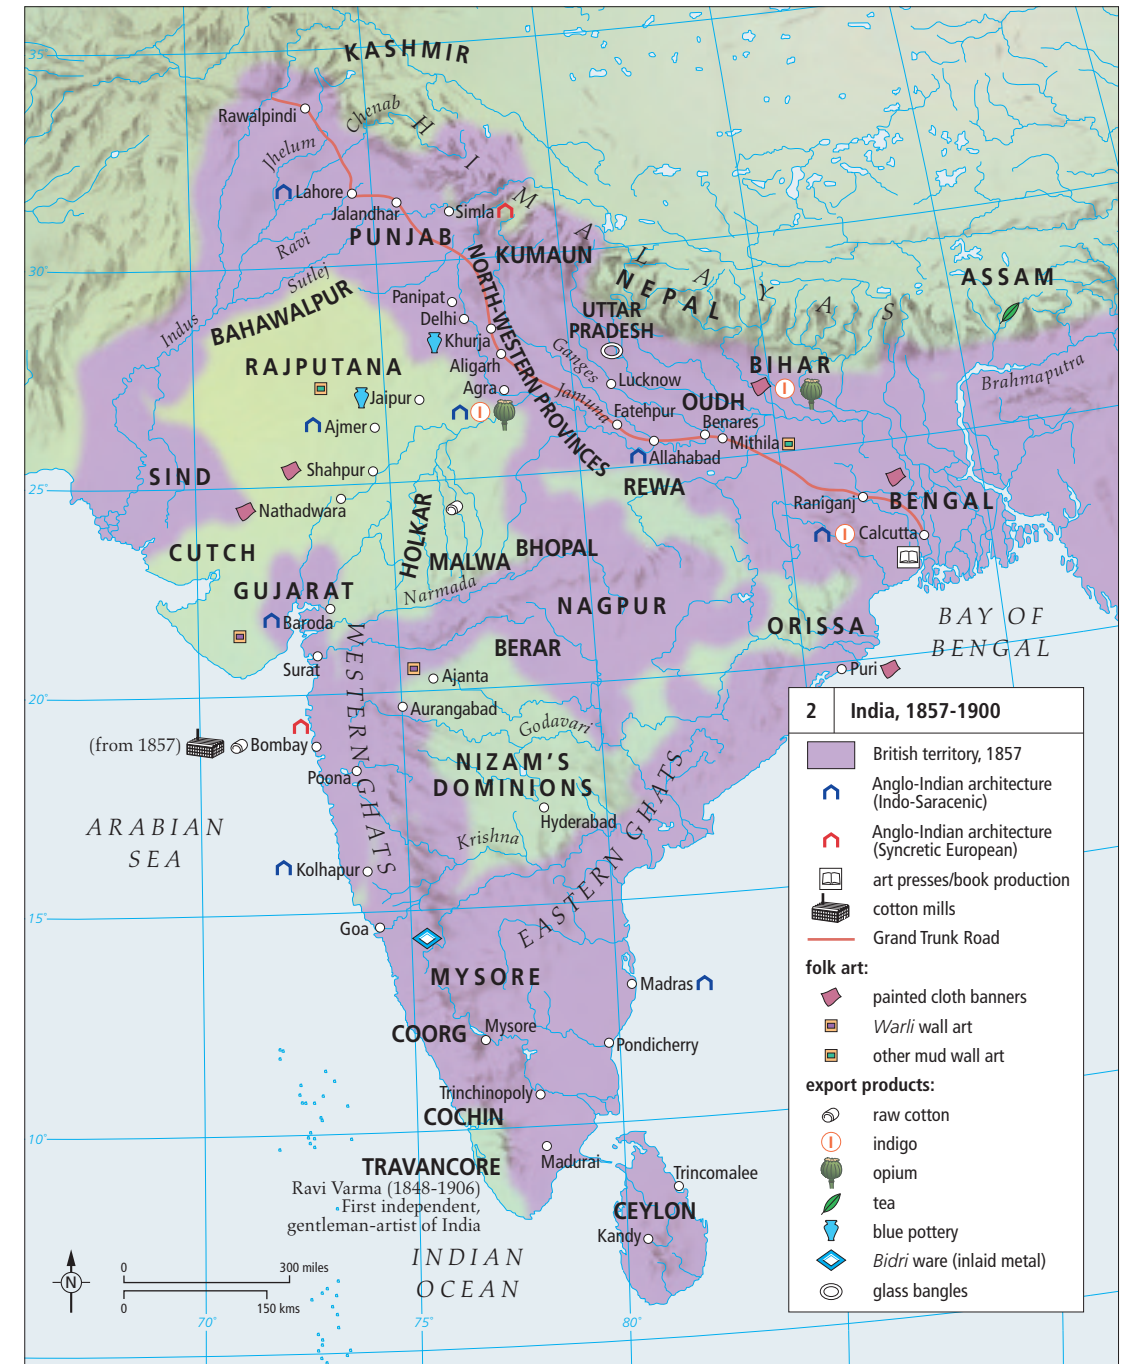 35°
KASHMIR
Rawalpindi
Chenab
HIMALAYAS
Jhelum
Lahore
Jalandhar
Simla
PUNJAB
Ravi
KUMAUN
30°
Sutlej
NEPAL
ASSAM
BAHAWALPUR
Panipat
Delhi
UTTAR
PRADESH
Indus
Khurja
NORTH-WESTERN PROVINCES
RAJPUTANA
Aligarh
Ganges
BIHAR
Brahmaputra
Agra
Lucknow
Jaipur
Jamuna
OUDH
Fatehpur
Benares
Ajmer
Mithila
Allahabad
Shahpur
SIND
REWA
25°
Nathadwara
Raniganj
BENGAL
HOLKAR
Calcutta
CUTCH
MALWA
BHOPAL
GUJARAT
Narmada
NAGPUR
Baroda
ORISSA
BAY OF
BENGAL
WESTERN GHATS
BERAR
Surat
Ajanta
Puri
20°
Aurangabad
Godavari
(from 1857)
Bombay
NIZAM'S
DOMINIONS
Poona
Hyderabad
ARABIAN
SEA
Krishna
EASTERN GHATS
Kolhapur
15°
Goa
MYSORE
Madras
COORG
Mysore
Pondicherry
Trinchinopoly
COCHIN
10°
Madurai
TRAVANCORE
Ravi Varma (1848-1906)
First independent,
gentleman-artist of India
Trincomalee
CEYLON
Kandy
INDIAN
OCEAN
N
0 300 miles
0 150 kms
70°
75°
80°
2 India, 1857-1900
British territory, 1857
Anglo-Indian architecture
(Indo-Saracenic)
Anglo-Indian architecture
(Syncretic European)
art presses/book production
cotton mills
Grand Trunk Road
folk art:
painted cloth banners
Warli wall art
other mud wall art
export products:
raw cotton
indigo
opium
tea
blue pottery
Bidri ware (inlaid metal)
glass bangles